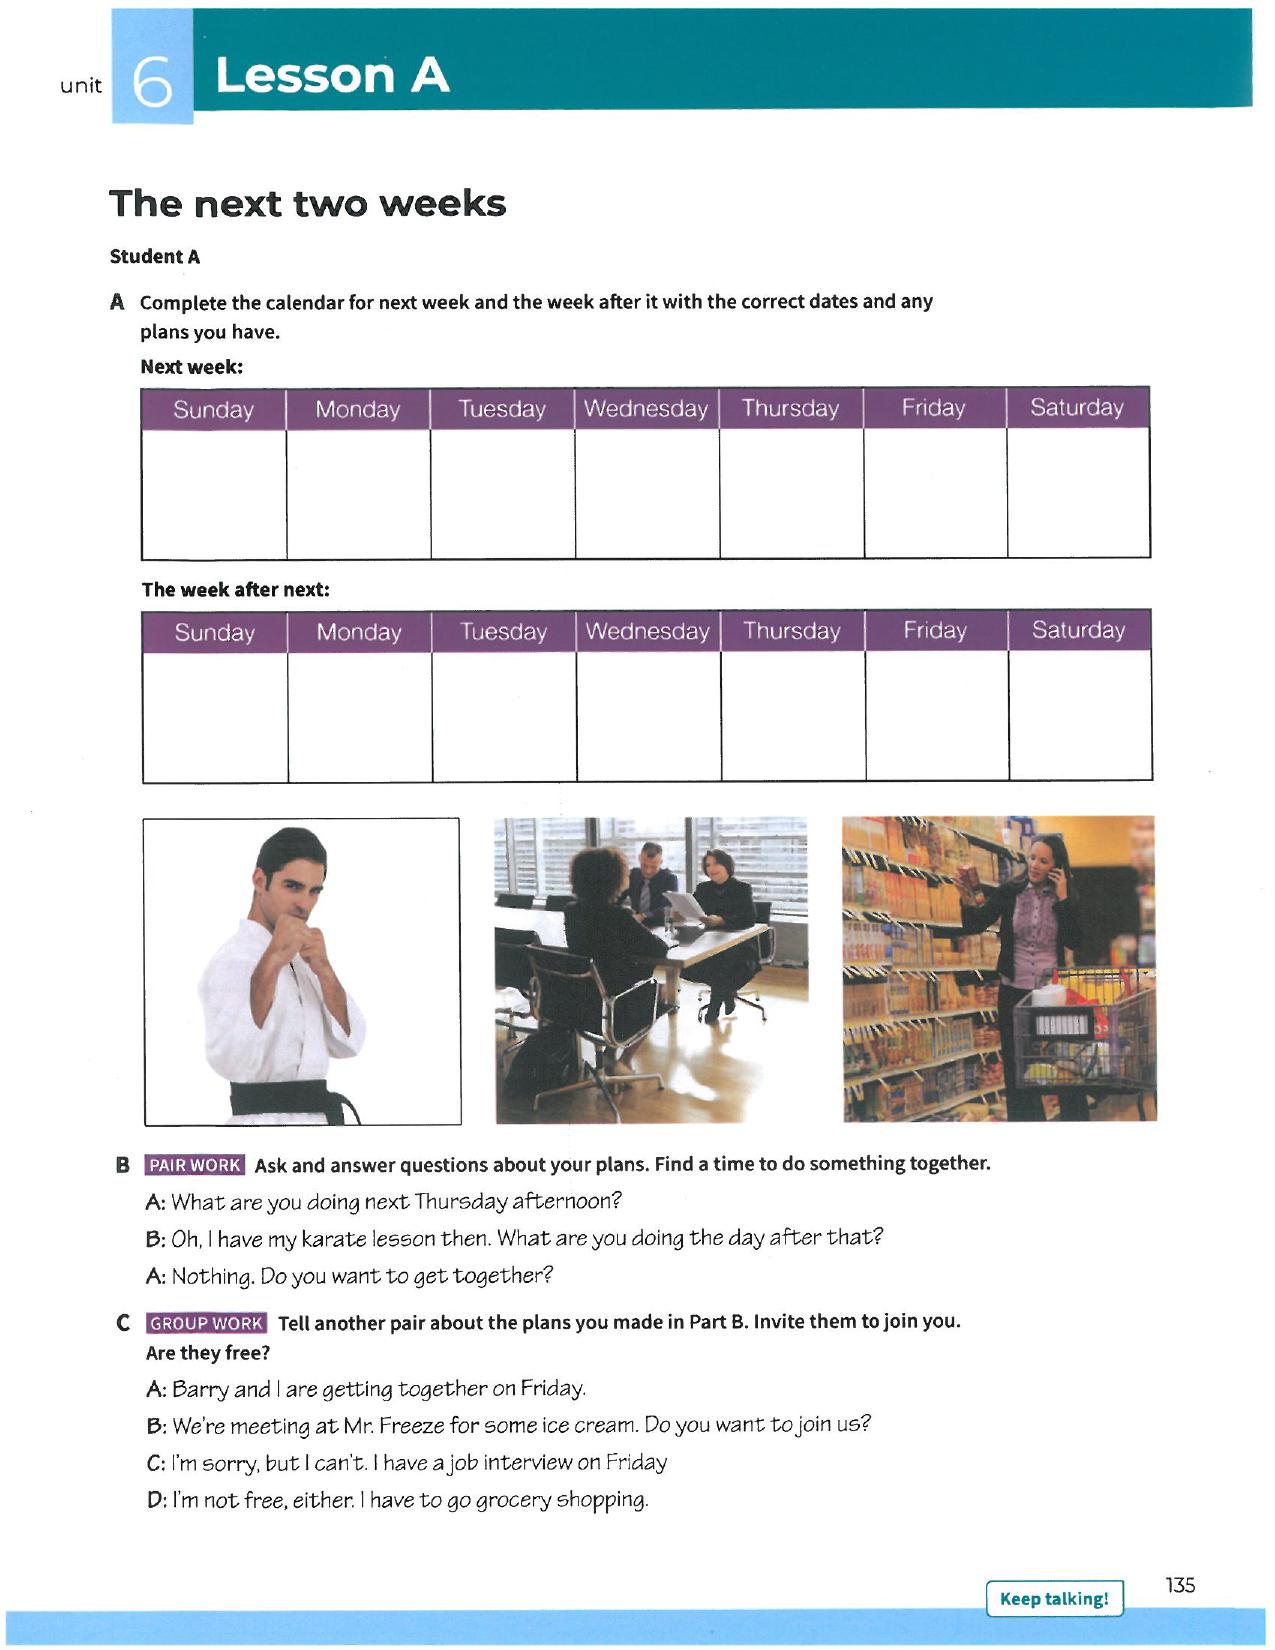 unit 6 Lesson A
The next two weeks
Student A
A Complete the calendar for next week and the week after it with the correct dates and any
plans you have.
Next week:
Sunday Monday Tuesday Wednesday Thursday Friday Saturday
The week after next:
Sunday Monday Tuesday Wednesday Thursday Friday Saturday
B PAIR WORK Ask and answer questions about your plans. Find a time to do something together.
A: What are you doing next Thursday afternoon?
B: Oh, I have my karate lesson then. What are you doing the day after that?
A: Nothing. Do you want to get together?
C GROUP WORK Tell another pair about the plans you made in Part B. Invite them to join you.
Are they free?
A: Barry and I are getting together on Friday.
B: We're meeting at Mr. Freeze for some ice cream. Do you want to join us?
C: I'm sorry, but I can't. I have a job interview on Friday
D: I'm not free, either. I have to go grocery shopping.
Keep talking! 135